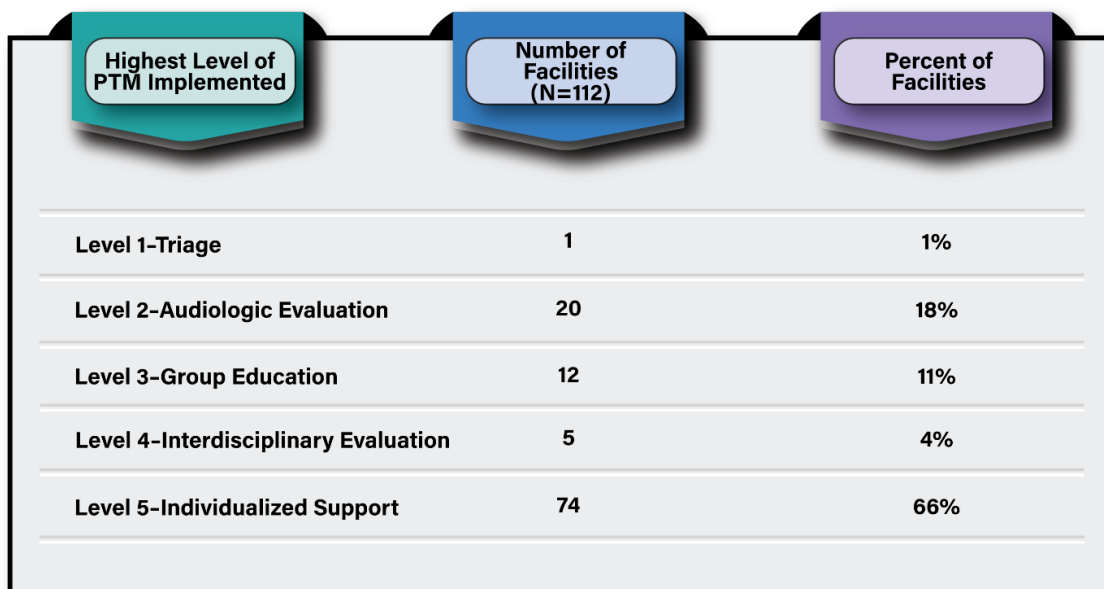 Highest Level of
PTM Implemented
Number of
Facilities
(N=112)
Percent of
Facilities
Level 1–Triage 1 1%
Level 2–Audiologic Evaluation 20 18%
Level 3–Group Education 12 11%
Level 4–Interdisciplinary Evaluation 5 4%
Level 5–Individualized Support 74 66%